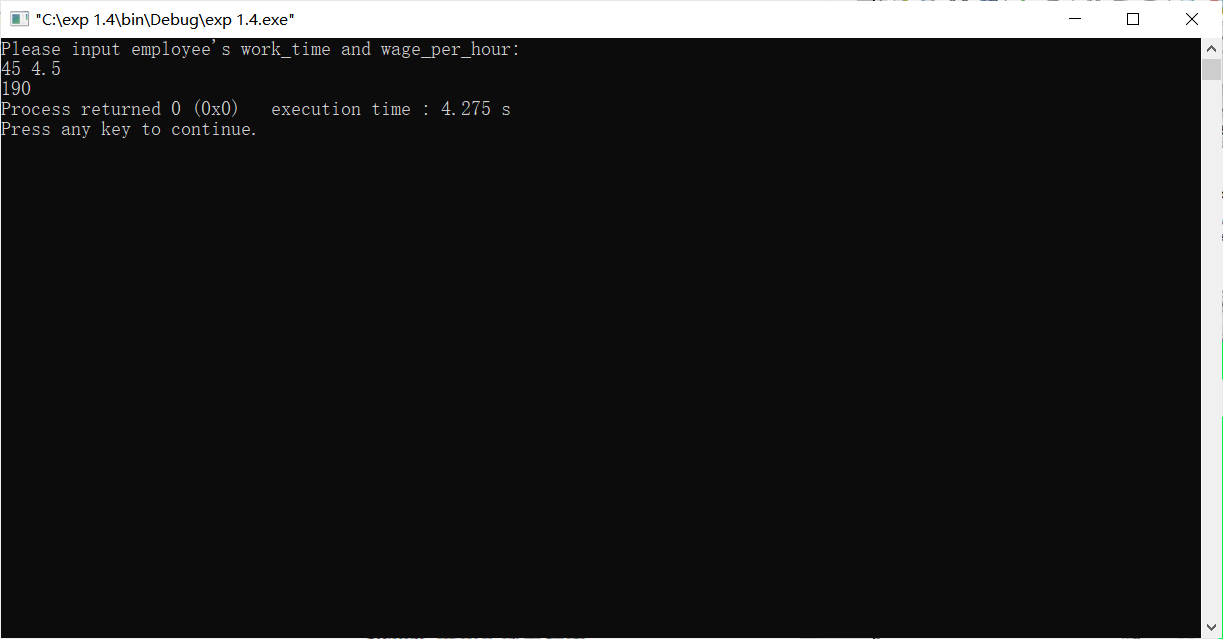 "C:\exp 1.4\bin\Debug\exp 1.4.exe"
Please input employee's work_time and wage_per_hour:
45 4.5
190
Process returned 0 (0x0)   execution time : 4.275 s
Press any key to continue.